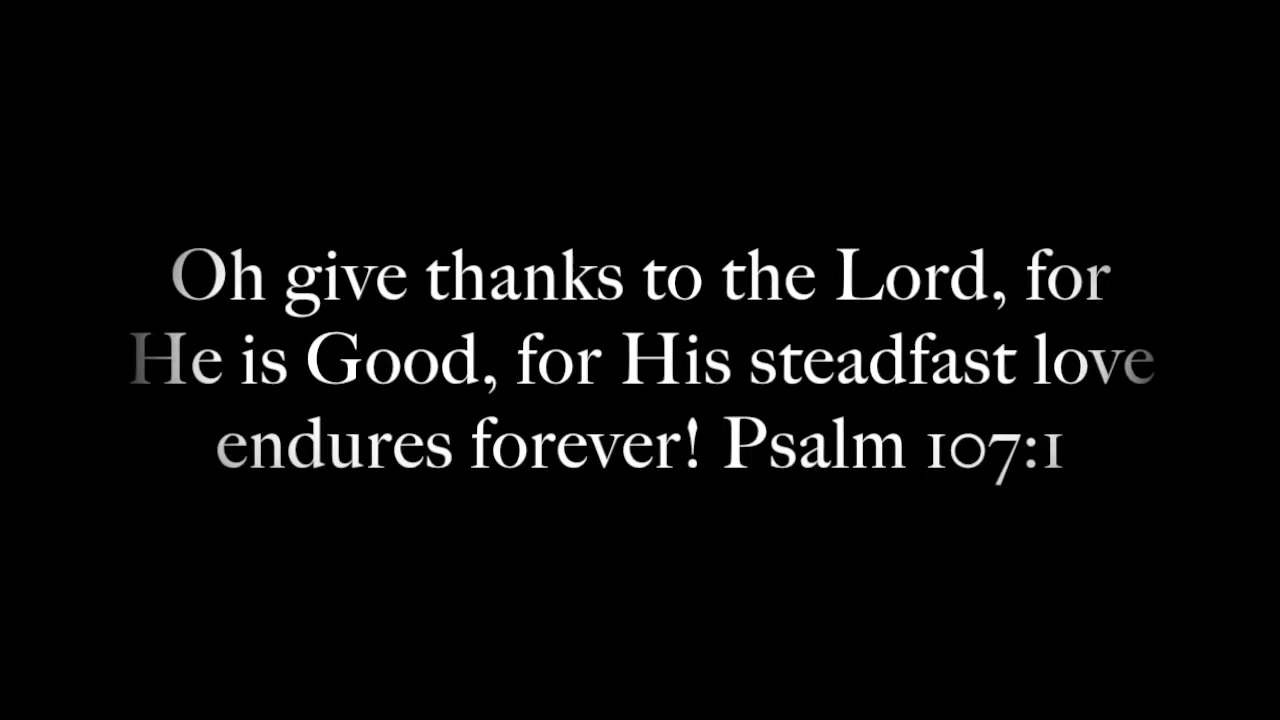 Oh give thanks to the Lord, for
He is Good, for His steadfast love
endures forever! Psalm 107:1